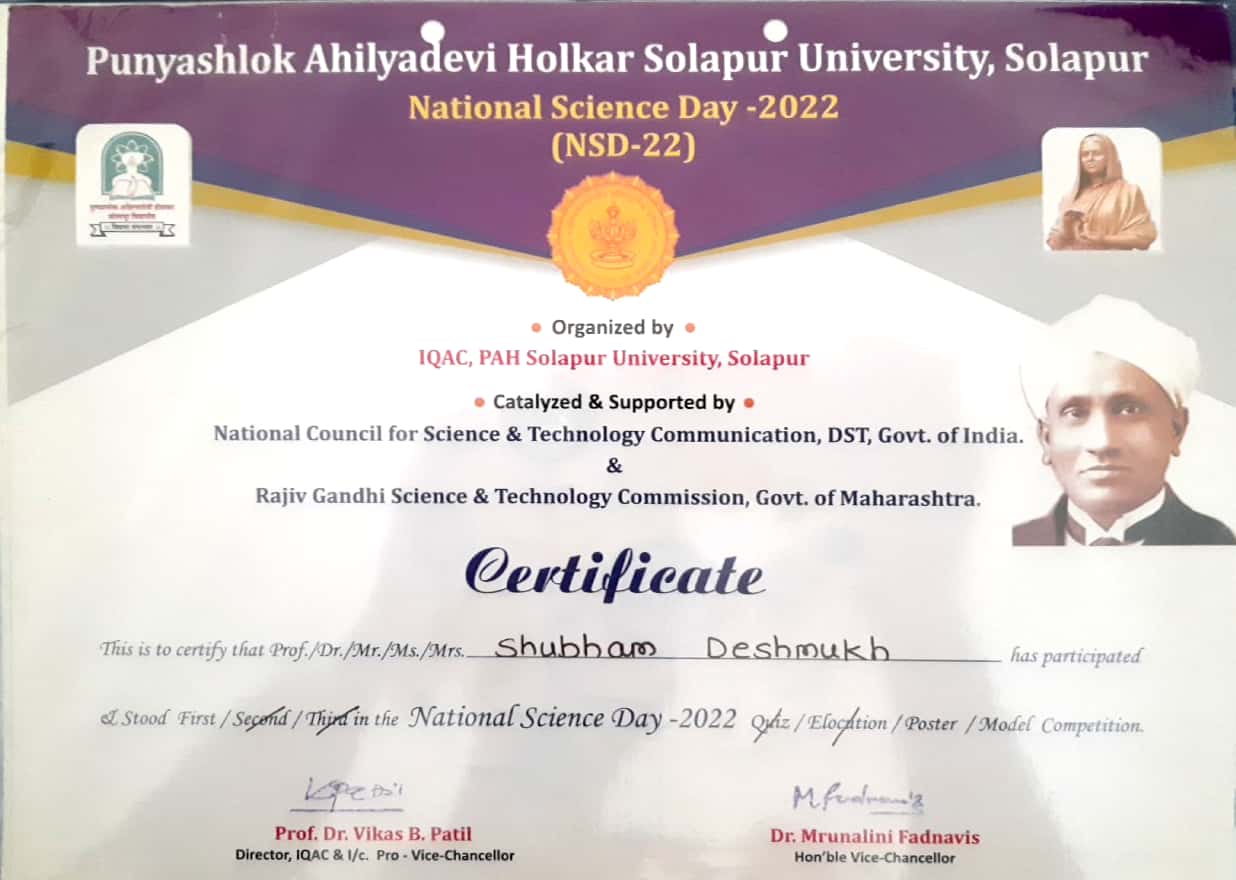 Punyashlok Ahilyadevi Holkar Solapur University, Solapur
National Science Day -2022
(NSD-22)
Organized by
IQAC, PAH Solapur University, Solapur
Catalyzed & Supported by
National Council for Science & Technology Communication, DST, Govt. of India.
&
Rajiv Gandhi Science & Technology Commission, Govt. of Maharashtra.
Certificate
This is to certify that Prof./Dr./Mr./Ms./Mrs. Shubham Deshmukh has participated
& Stood First / Second / Third in the National Science Day -2022 Quiz / Elocution / Poster / Model Competition.
Prof. Dr. Vikas B. Patil
Director, IQAC & I/c. Pro - Vice-Chancellor
Dr. Mrunalini Fadnavis
Hon'ble Vice-Chancellor